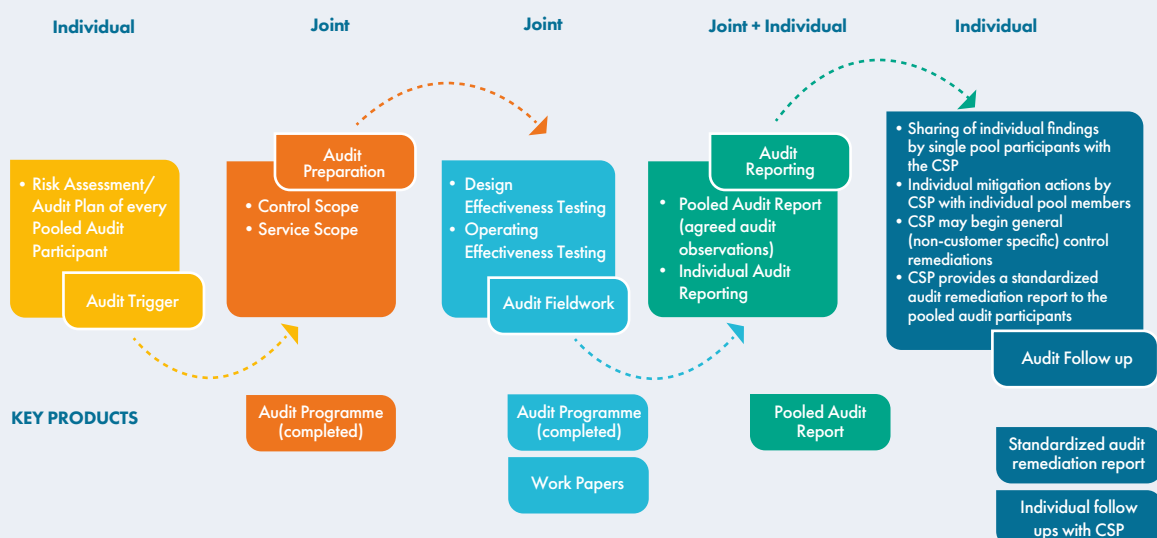 Individual
Joint
Joint
Joint + Individual
Individual
• Risk Assessment/
Audit Plan of every
Pooled Audit
Participant
Audit Trigger
Audit
Preparation
• Control Scope
• Service Scope
• Design
Effectiveness Testing
• Operating
Effectiveness Testing
Audit Fieldwork
Audit
Reporting
• Pooled Audit Report
(agreed audit
observations)
• Individual Audit
Reporting
• Sharing of individual findings
by single pool participants with
the CSP
• Individual mitigation actions by
CSP with individual pool members
• CSP may begin general
(non-customer specific) control
remediations
• CSP provides a standardized
audit remediation report to the
pooled audit participants
Audit Follow up
KEY PRODUCTS
Audit Programme
(completed)
Audit Programme
(completed)
Work Papers
Pooled Audit
Report
Standardized audit
remediation report
Individual follow
ups with CSP